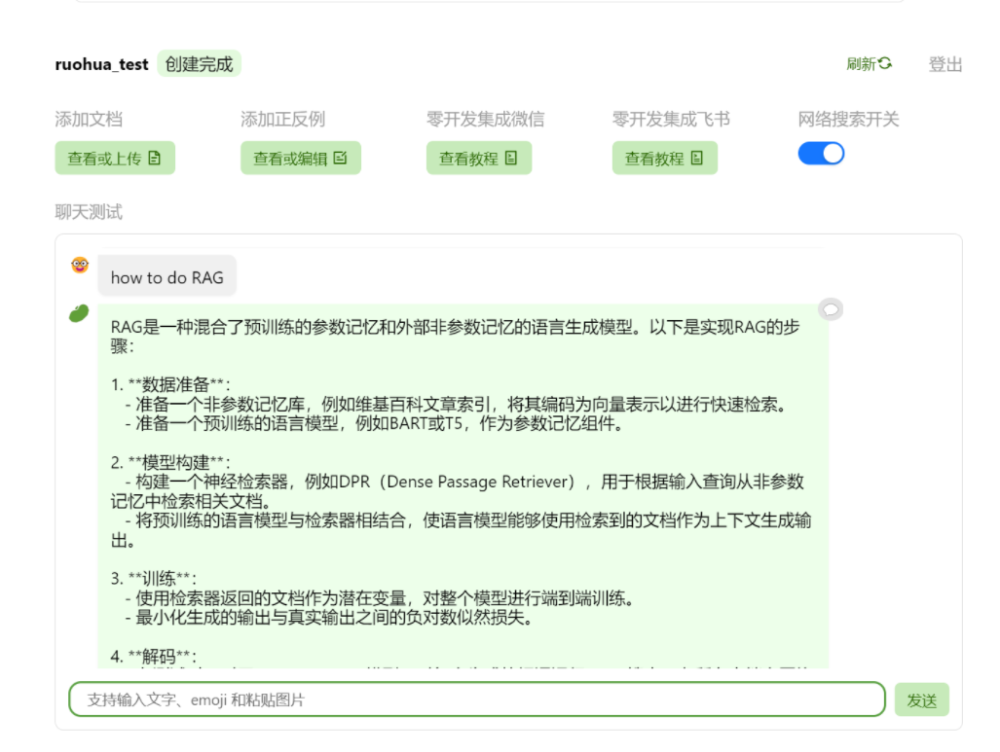 ruohua_test 创建完成 刷新 登出
添加文档 添加正反例 零开发集成微信 零开发集成飞书 网络搜索开关
查看或上传 查看或编辑 查看教程 查看教程
聊天测试
how to do RAG
RAG是一种混合了预训练的参数记忆和外部非参数记忆的语言生成模型。以下是实现RAG的步
骤：
1. **数据准备**：
- 准备一个非参数记忆库，例如维基百科文章索引，将其编码为向量表示以进行快速检索。
- 准备一个预训练的语言模型，例如BART或T5，作为参数记忆组件。
2. **模型构建**：
- 构建一个神经检索器，例如DPR（Dense Passage Retriever），用于根据输入查询从非参数
记忆中检索相关文档。
- 将预训练的语言模型与检索器相结合，使语言模型能够使用检索到的文档作为上下文生成输
出。
3. **训练**：
- 使用检索器返回的文档作为潜在变量，对整个模型进行端到端训练。
- 最小化生成的输出与真实输出之间的负对数似然损失。
4. **解码**：
支持输入文字、emoji 和粘贴图片 发送